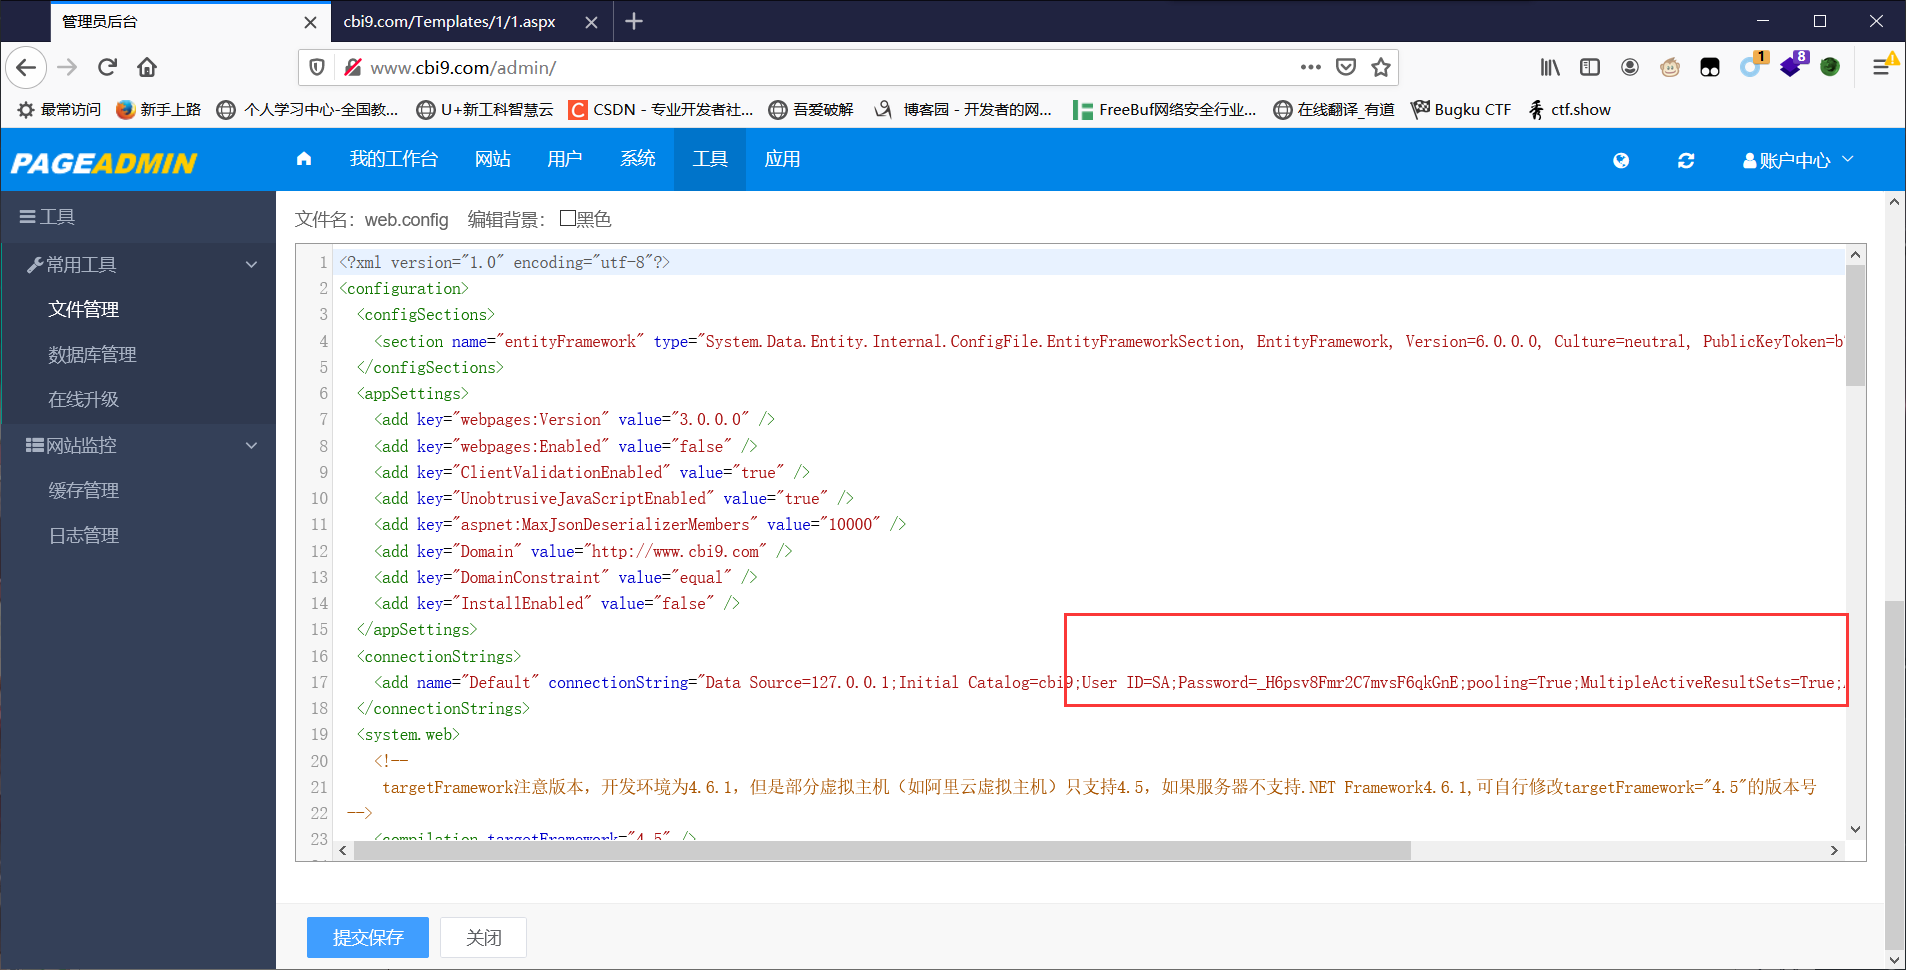 管理员后台
cbi9.com/Templates/1/1.aspx
www.cbi9.com/admin/
1
8
最常访问 新手上路 个人学习中心-全国教... U+新工科智慧云 CSDN - 专业开发者社... 吾爱破解 博客园 - 开发者的网... FreeBuf网络安全行业... 在线翻译_有道 Bugku CTF ctf.show
PAGEADMIN 我的工作台 网站 用户 系统 工具 应用 账户中心
工具
常用工具
文件管理
数据库管理
在线升级
网站监控
缓存管理
日志管理
文件名：web.config 编辑背景：黑色
1 <?xml version="1.0" encoding="utf-8"?>
2 <configuration>
3 <configSections>
4 <section name="entityFramework" type="System.Data.Entity.Internal.ConfigFile.EntityFrameworkSection, EntityFramework, Version=6.0.0.0, Culture=neutral, PublicKeyToken=b
5 </configSections>
6 <appSettings>
7 <add key="webpages:Version" value="3.0.0.0" />
8 <add key="webpages:Enabled" value="false" />
9 <add key="ClientValidationEnabled" value="true" />
10 <add key="UnobtrusiveJavaScriptEnabled" value="true" />
11 <add key="aspnet:MaxJsonDeserializerMembers" value="10000" />
12 <add key="Domain" value="http://www.cbi9.com" />
13 <add key="DomainConstraint" value="equal" />
14 <add key="InstallEnabled" value="false" />
15 </appSettings>
16 <connectionStrings>
17 <add name="Default" connectionString="Data Source=127.0.0.1;Initial Catalog=cbi9;User ID=SA;Password=_H6psv8Fmr2C7mvsF6qkGnE;pooling=True;MultipleActiveResultSets=True;
18 </connectionStrings>
19 <system.web>
20 <!--
21 targetFramework注意版本，开发环境为4.6.1，但是部分虚拟主机（如阿里云虚拟主机）只支持4.5，如果服务器不支持.NET Framework4.6.1,可自行修改targetFramework="4.5"的版本号
22 -->
23 <compilation targetFramework="4.5" />
提交保存 关闭